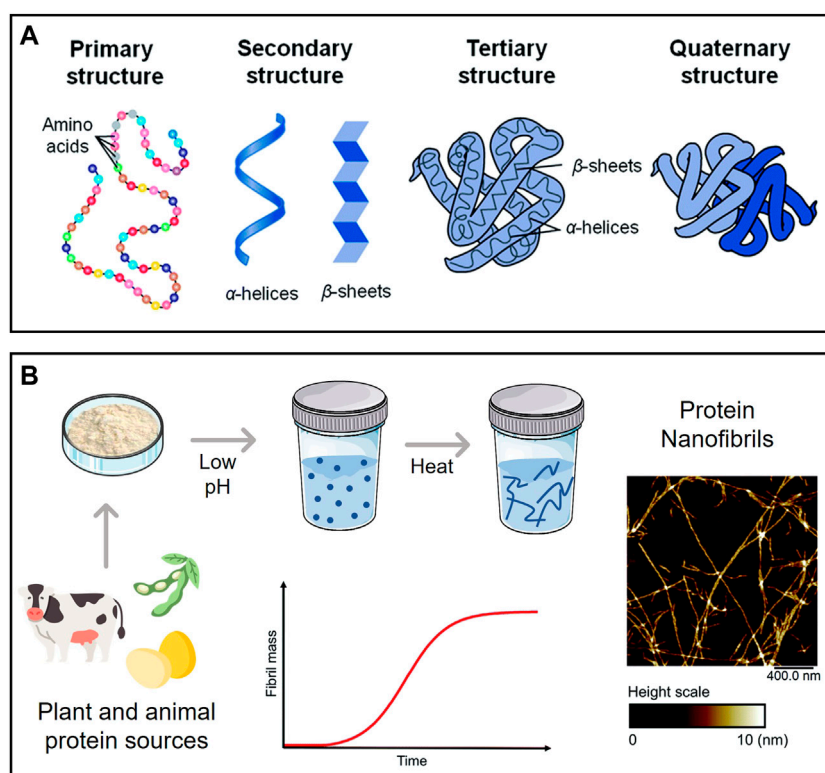 A
Primary
structure
Secondary
structure
Tertiary
structure
Quaternary
structure
Amino
acids
β-sheets
α-helices
α-helices
β-sheets
B
Low
pH
Heat
Protein
Nanofibrils
Plant and animal
protein sources
Fibril mass
Time
400.0 nm
Height scale
0
10 (nm)